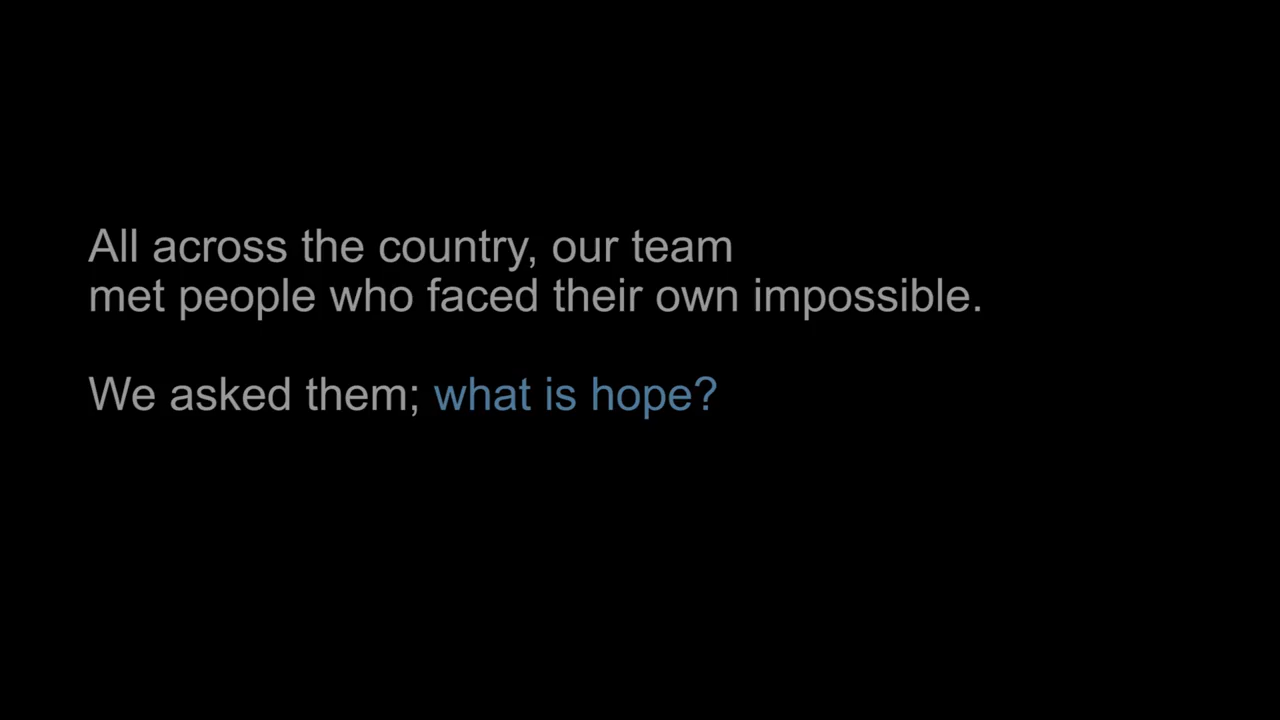 All across the country, our team
met people who faced their own impossible.
We asked them; what is hope?